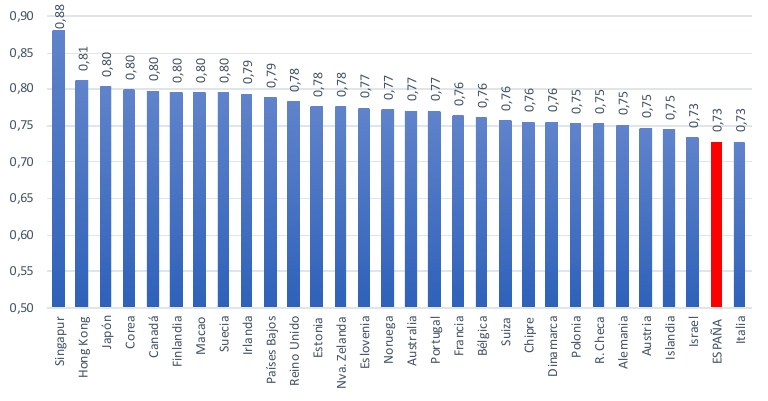 0,90
0,85
0,80
0,75
0,70
0,65
0,60
0,55
0,50
0,88
0,81
0,80
0,80
0,80
0,80
0,80
0,80
0,79
0,79
0,78
0,78
0,78
0,77
0,77
0,77
0,77
0,76
0,76
0,76
0,76
0,76
0,75
0,75
0,75
0,75
0,75
0,73
0,73
0,73
Singapur
Hong Kong
Japón
Corea
Canadá
Finlandia
Macao
Suecia
Irlanda
Países Bajos
Reino Unido
Estonia
Nva. Zelanda
Eslovenia
Noruega
Australia
Portugal
Francia
Bélgica
Suiza
Chipre
Dinamarca
Polonia
R. Checa
Alemania
Austria
Islandia
Israel
ESPAÑA
Italia